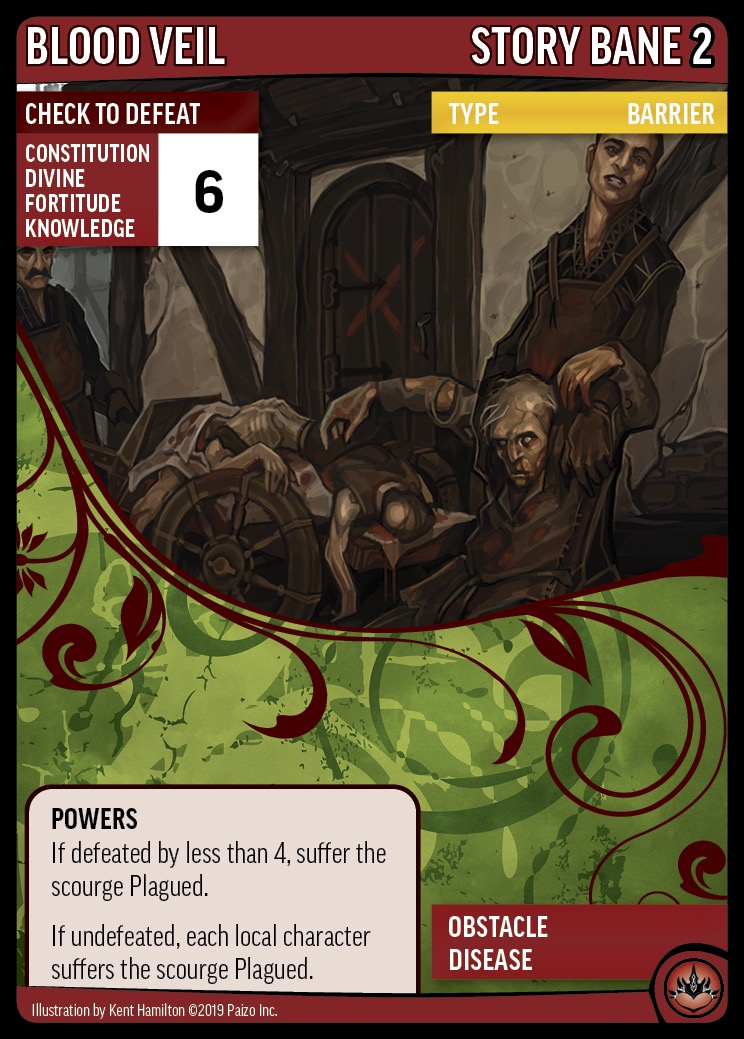 BLOOD VEIL
STORY BANE 2
CHECK TO DEFEAT
CONSTITUTION
DIVINE
FORTITUDE
KNOWLEDGE
6
TYPE BARRIER
POWERS
If defeated by less than 4, suffer the
scourge Plagued.
If undefeated, each local character
suffers the scourge Plagued.
OBSTACLE
DISEASE
Illustration by Kent Hamilton ©2019 Paizo Inc.